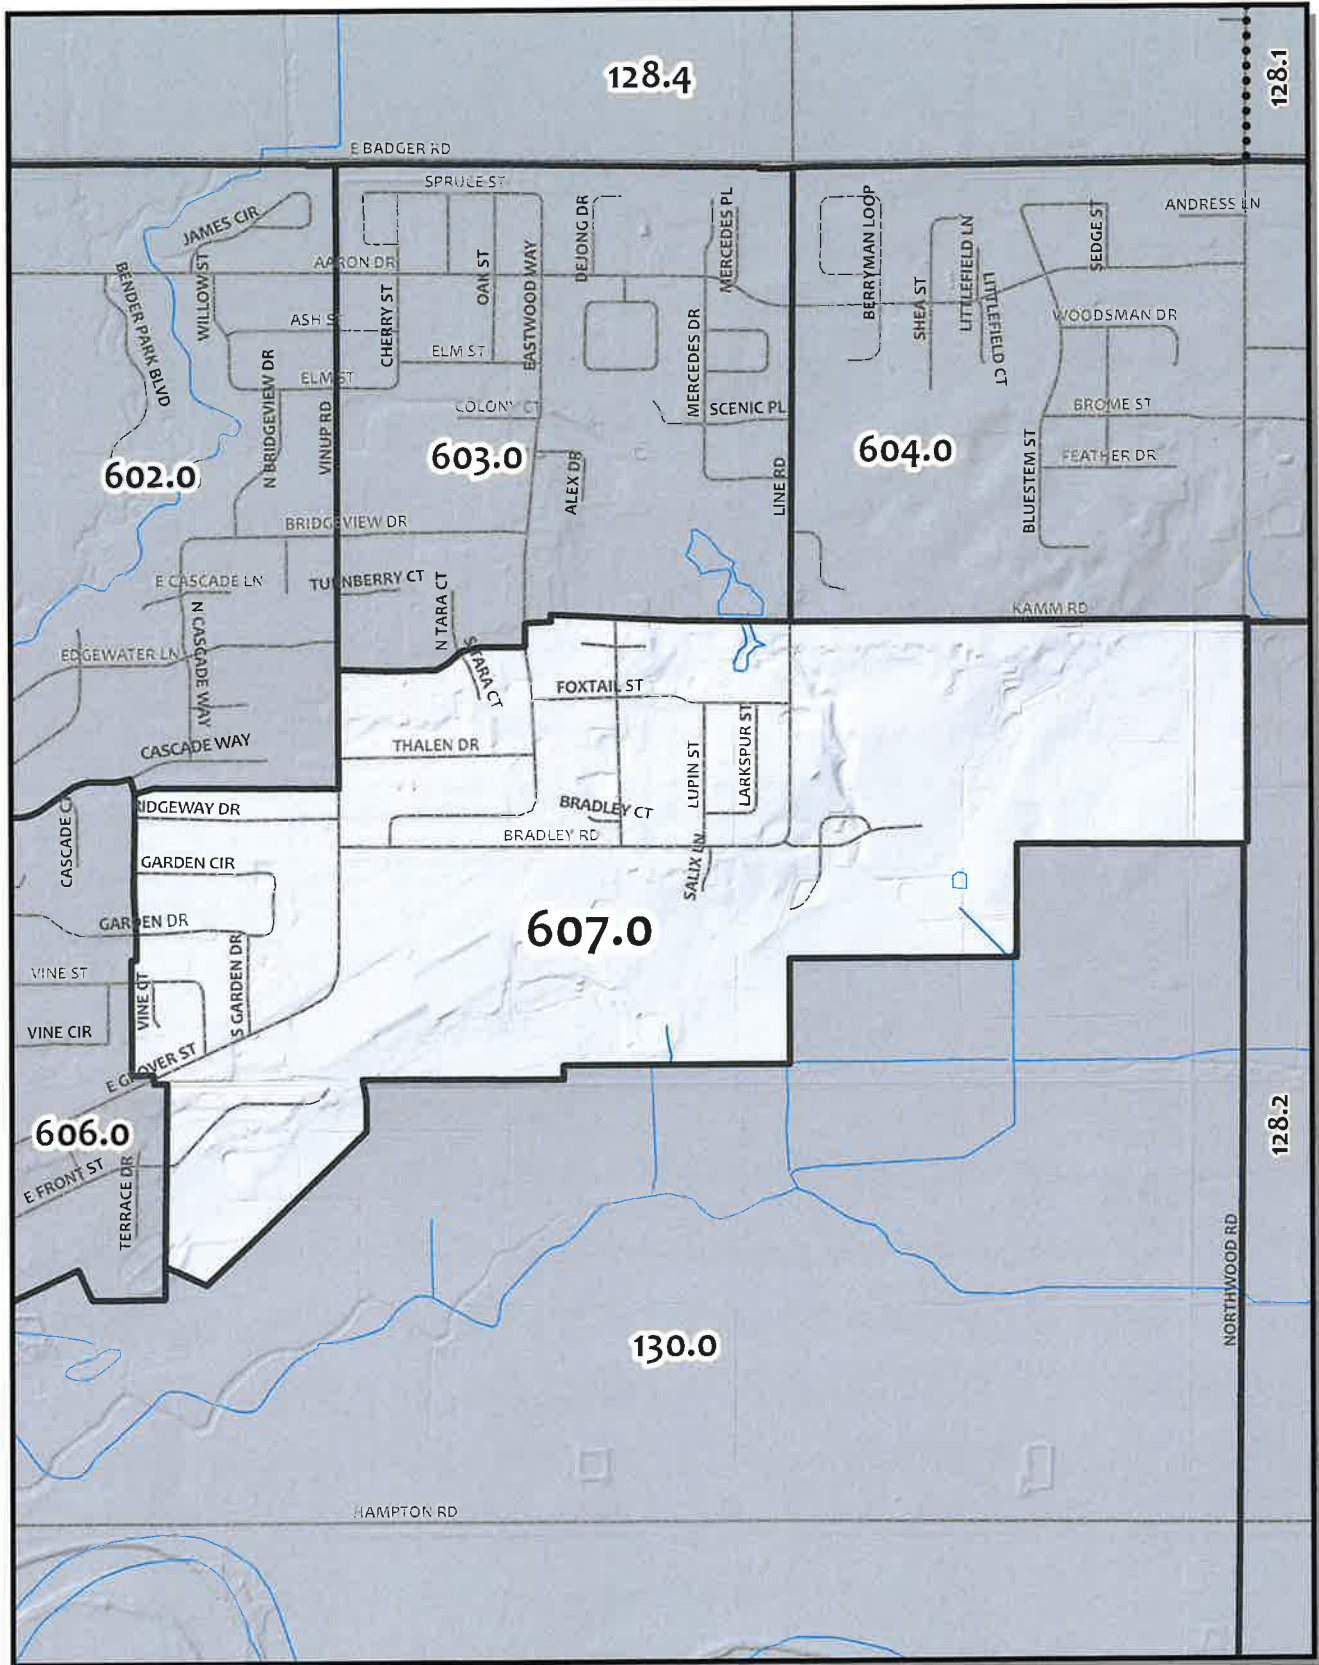 128.4
128.1
E BADGER RD
SPRUCE ST
JAMES CIR
ANDRESS LN
AARON DR
WILLOW ST
BENDER PARK BLVD
OAK ST
EASTWOOD WAY
DEJONG DR
MERCEDES PL
BERRYMAN LOOP
SHEA ST
LITTLEFIELD LN
LITTLEFIELD CT
SEDGE ST
WOODSMAN DR
ASH ST
CHERRY ST
ELM ST
ELM ST
N BRIDGEVIEW DR
VINUP RD
MERCEDES DR
COLONY CT
SCENIC PL
BROME ST
602.0
603.0
604.0
ALEX DR
LINE RD
FEATHER DR
BLUESTEM ST
BRIDGEVIEW DR
E CASCADE LN
TURNBERRY CT
N TARA CT
KAMM RD
N CASCADE WAY
EDGEWATER LN
S TARA CT
FOXTAIL ST
CASCADE WAY
THALEN DR
LUPIN ST
LARKSPUR ST
RIDGEWAY DR
BRADLEY CT
BRADLEY RD
CASCADE C
GARDEN CIR
SALIX LN
GARDEN DR
607.0
VINE ST
VINE CT
S GARDEN DR
VINE CIR
E GROVER ST
606.0
128.2
E FRONT ST
TERRACE DR
NORTHWOOD RD
130.0
HAMPTON RD